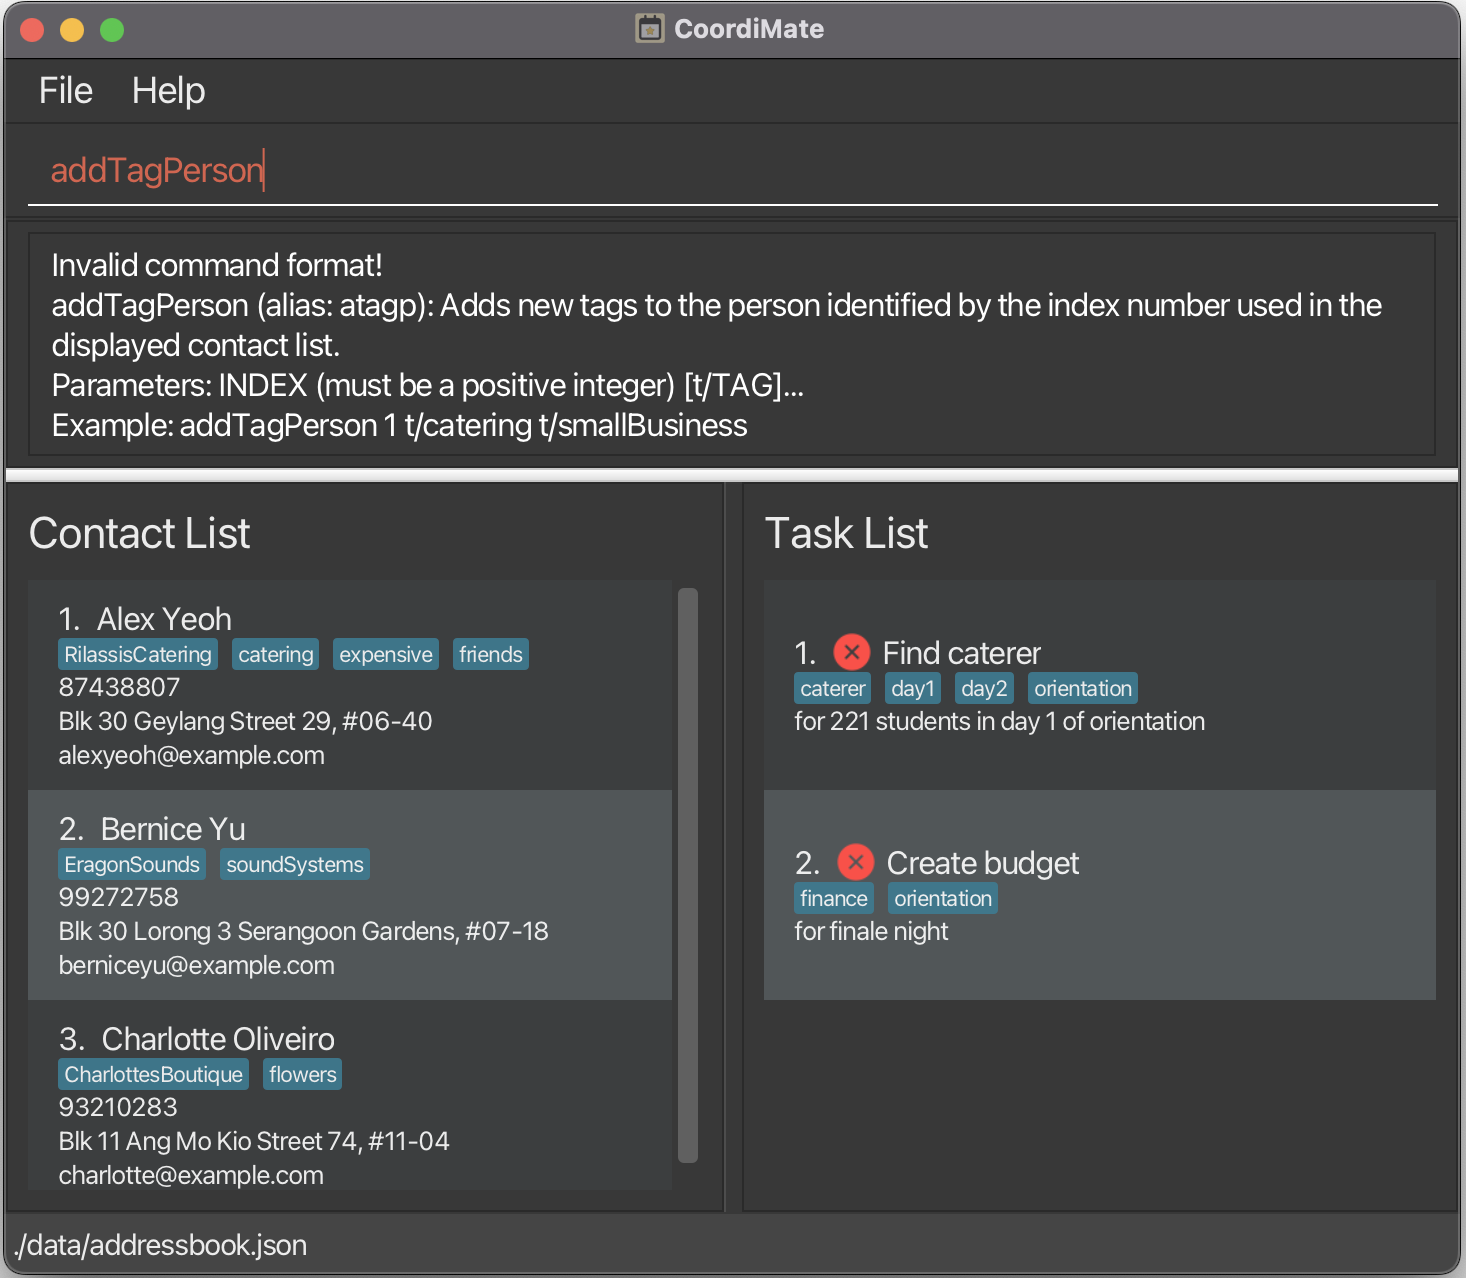 CoordiMate
File Help
addTagPerson
Invalid command format!
addTagPerson (alias: atagp): Adds new tags to the person identified by the index number used in the
displayed contact list.
Parameters: INDEX (must be a positive integer) [t/TAG]...
Example: addTagPerson 1 t/catering t/smallBusiness
Contact List
1. Alex Yeoh
RilassisCatering catering expensive friends
87438807
Blk 30 Geylang Street 29, #06-40
alexyeoh@example.com
2. Bernice Yu
EragonSounds soundSystems
99272758
Blk 30 Lorong 3 Serangoon Gardens, #07-18
berniceyu@example.com
3. Charlotte Oliveiro
CharlottesBoutique flowers
93210283
Blk 11 Ang Mo Kio Street 74, #11-04
charlotte@example.com
Task List
1. Find caterer
caterer day1 day2 orientation
for 221 students in day 1 of orientation
2. Create budget
finance orientation
for finale night
./data/addressbook.json